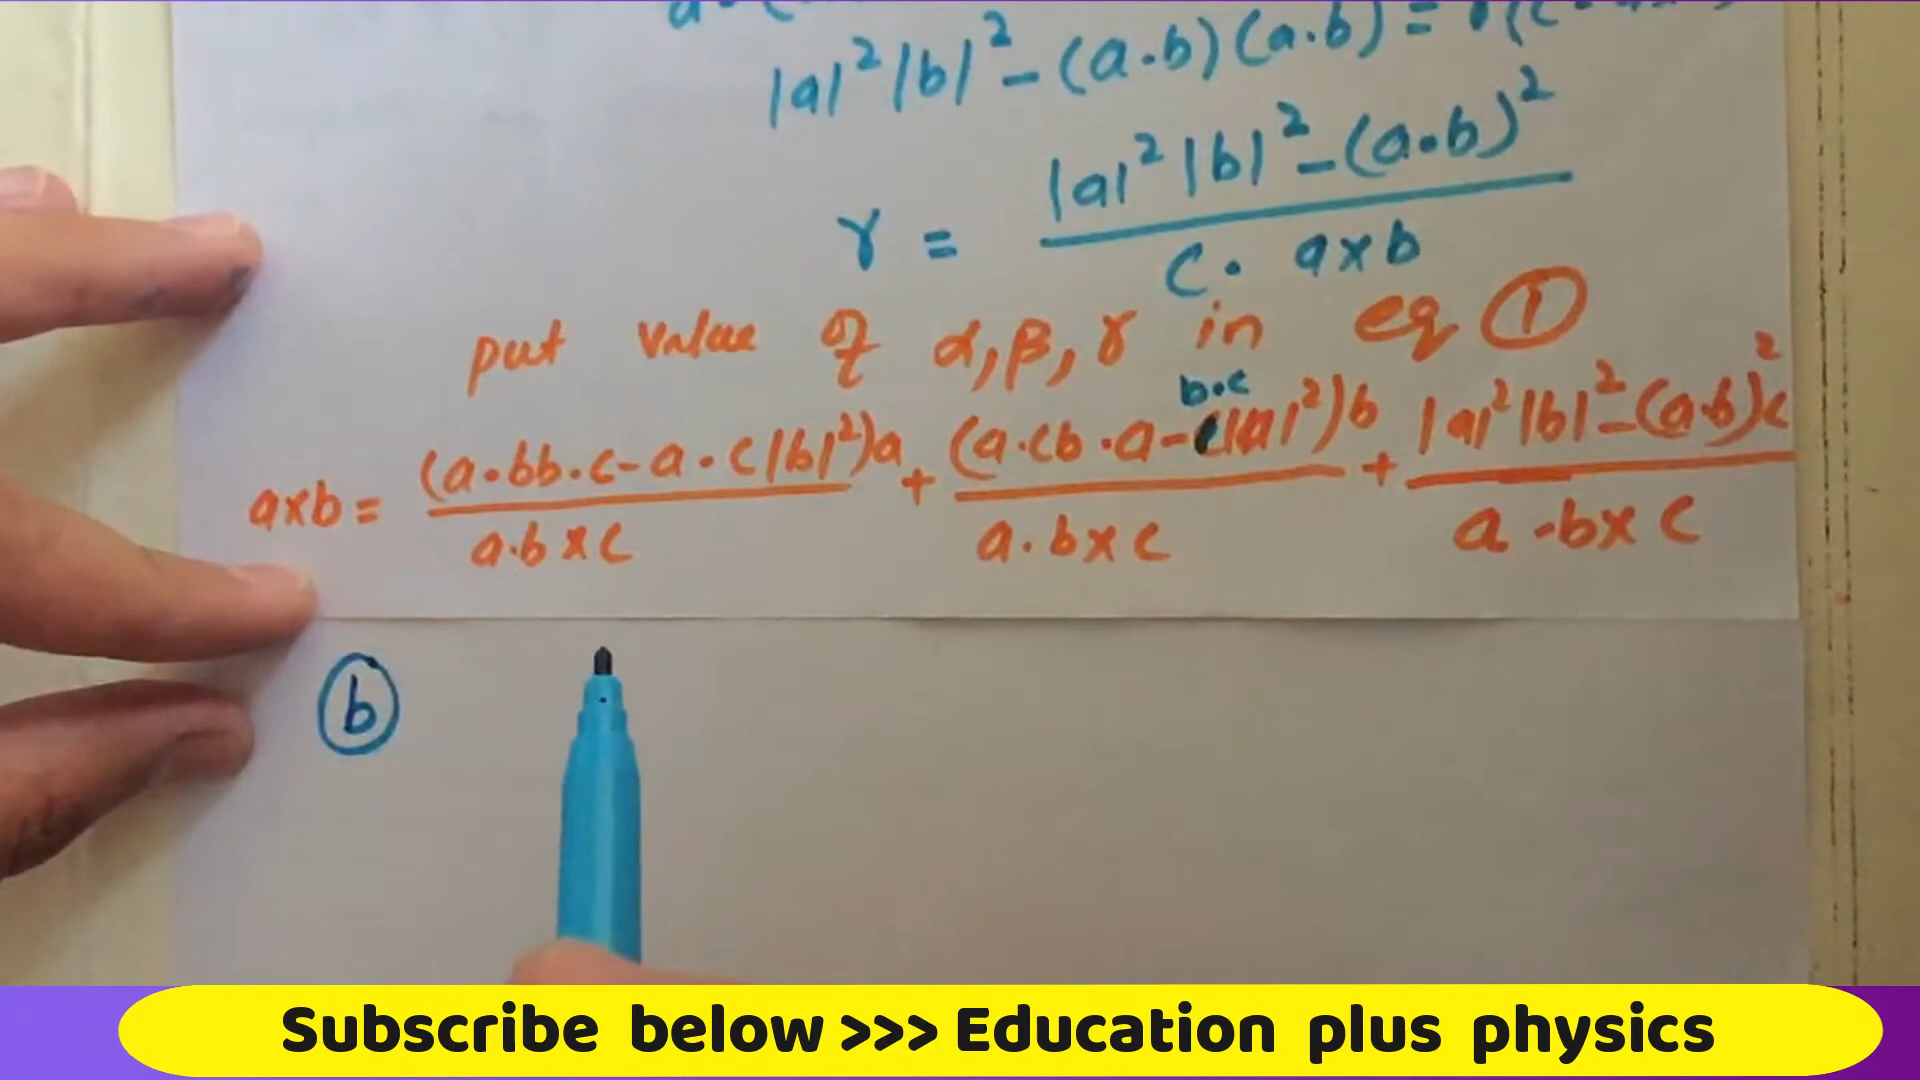 |a|²|b|² - (a.b)(a.b) =
|a|²|b|² - (a.b)²
γ =
c. a×b
put value of α, β, γ in eq ①
b.c
a×b = (a.bb.c - a.c|b|²)a + (a.cb.a - |a|²)b + |a|²|b|² - (a.b)²c
a.b×c a.b×c a.b×c
ⓑ
Subscribe below >>> Education plus physics